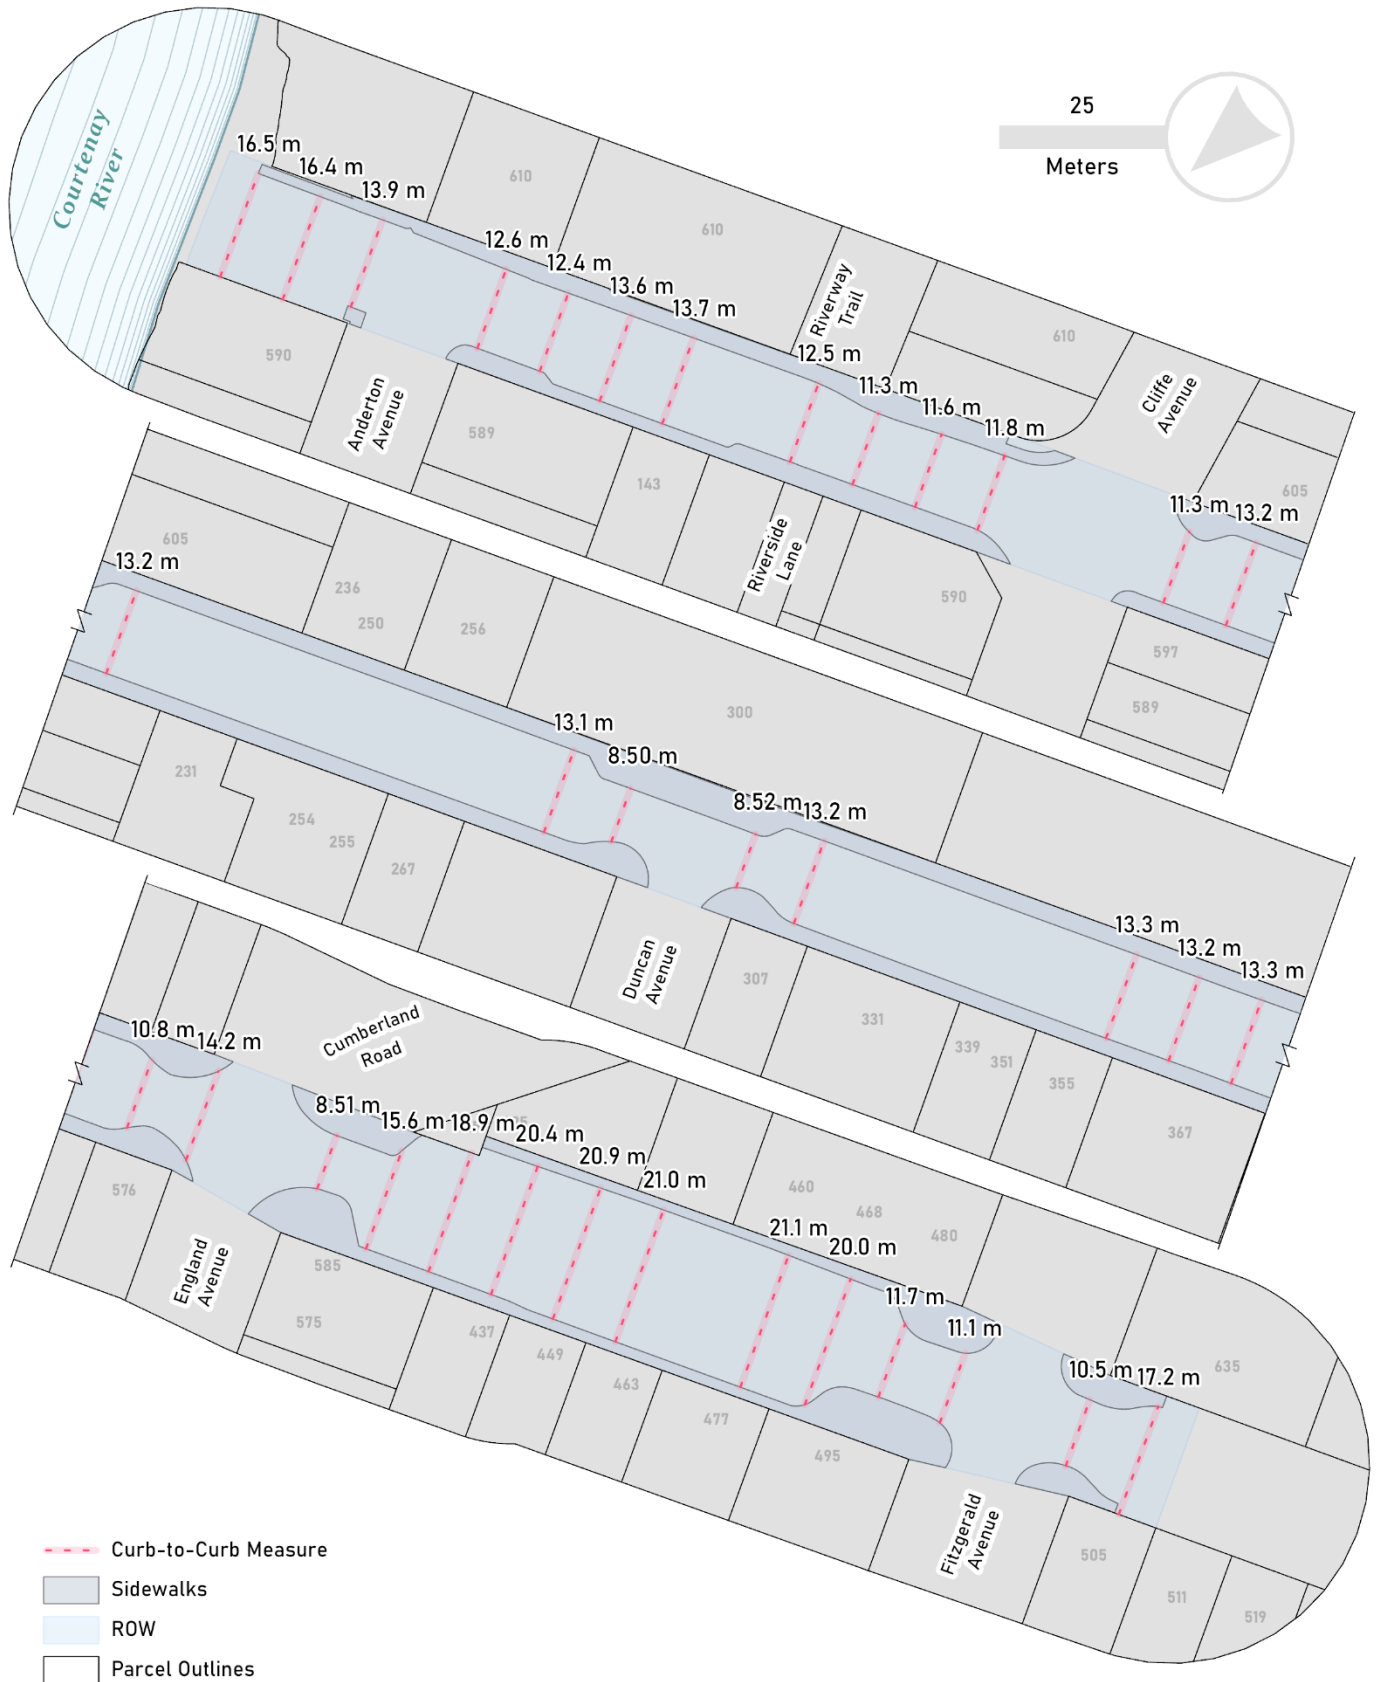 25
Meters
Courtenay
River
16.5 m
16.4 m
13.9 m
610
610
12.6 m
12.4 m
13.6 m
13.7 m
Riverway
Trail
610
12.5 m
11.3 m
11.6 m
11.8 m
Cliffe
Avenue
605
11.3 m
13.2 m
590
Anderton
Avenue
589
143
Riverside
Lane
590
597
589
605
13.2 m
236
250
256
300
13.1 m
8.50 m
8.52 m
13.2 m
231
254
255
267
Duncan
Avenue
307
331
339
351
355
367
13.3 m
13.2 m
13.3 m
10.8 m
14.2 m
Cumberland
Road
8.51 m
15.6 m
18.9 m
20.4 m
20.9 m
21.0 m
460
468
480
21.1 m
20.0 m
11.7 m
11.1 m
10.5 m
17.2 m
635
576
England
Avenue
585
575
437
449
463
477
495
Fitzgerald
Avenue
505
511
519
Curb-to-Curb Measure
Sidewalks
ROW
Parcel Outlines